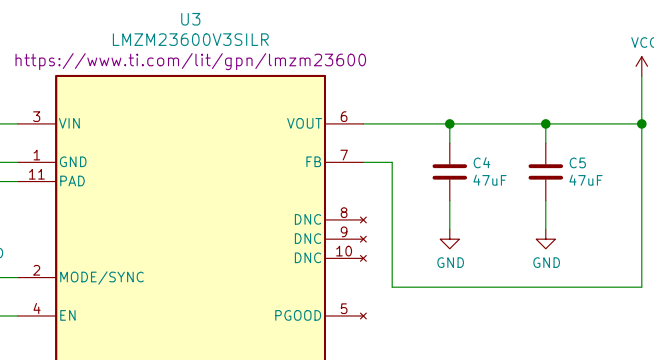 U3
LMZM23600V3SILR
https://www.ti.com/lit/gpn/lmzm23600
VCC
3 VIN VOUT 6
1 GND FB 7
11 PAD
C4 47uF
C5 47uF
DNC 8
DNC 9
DNC 10
GND GND
2 MODE/SYNC
4 EN PGOOD 5